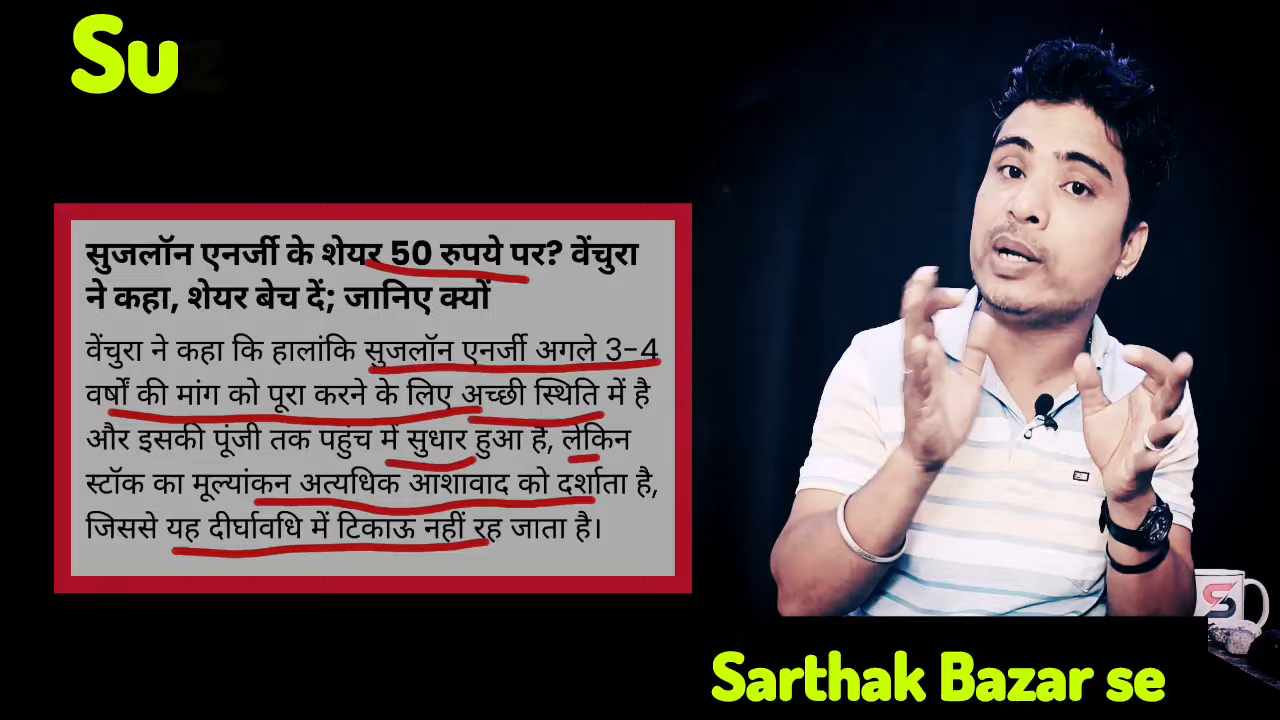 Su
सुजलॉन एनर्जी के शेयर 50 रुपये पर? वेंचुरा
ने कहा, शेयर बेच दें; जानिए क्यों
वेंचुरा ने कहा कि हालांकि सुजलॉन एनर्जी अगले 3-4
वर्षों की मांग को पूरा करने के लिए अच्छी स्थिति में है
और इसकी पूंजी तक पहुंच में सुधार हुआ है, लेकिन
स्टॉक का मूल्यांकन अत्यधिक आशावाद को दर्शाता है,
जिससे यह दीर्घावधि में टिकाऊ नहीं रह जाता है।
Sarthak Bazar se